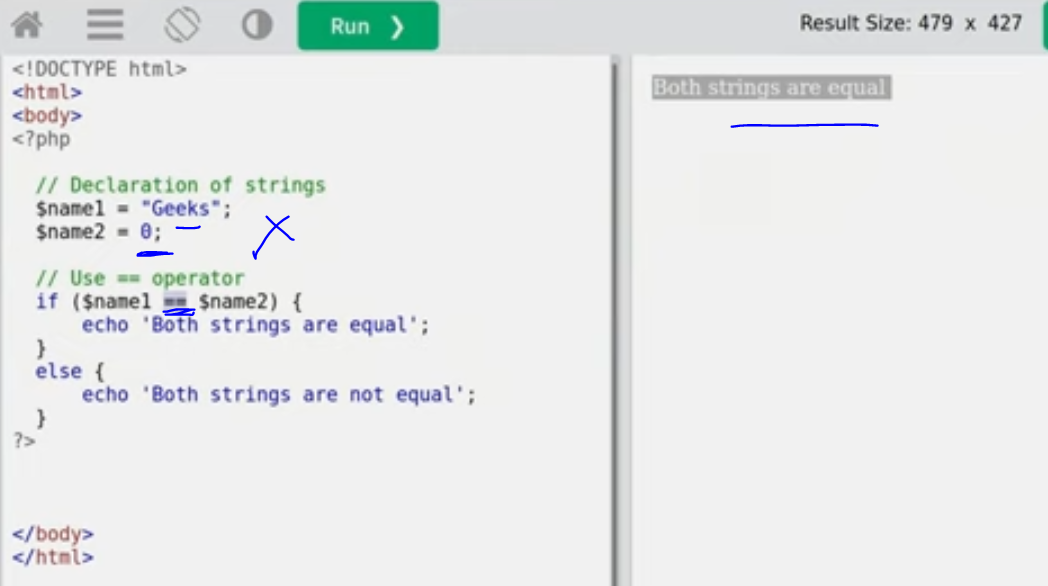 Run ❯
Result Size: 479 x 427
<!DOCTYPE html>
<html>
<body>
<?php
// Declaration of strings
$name1 = "Geeks";
$name2 = 0;
// Use == operator
if ($name1 == $name2) {
echo 'Both strings are equal';
}
else {
echo 'Both strings are not equal';
}
?>
</body>
</html>
Both strings are equal